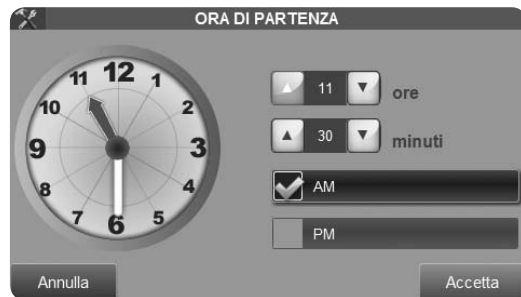 ORA DI PARTENZA
12
11
1
10
2
9
3
8
4
7
5
6
11
ore
30
minuti
AM
PM
Annulla
Accetta